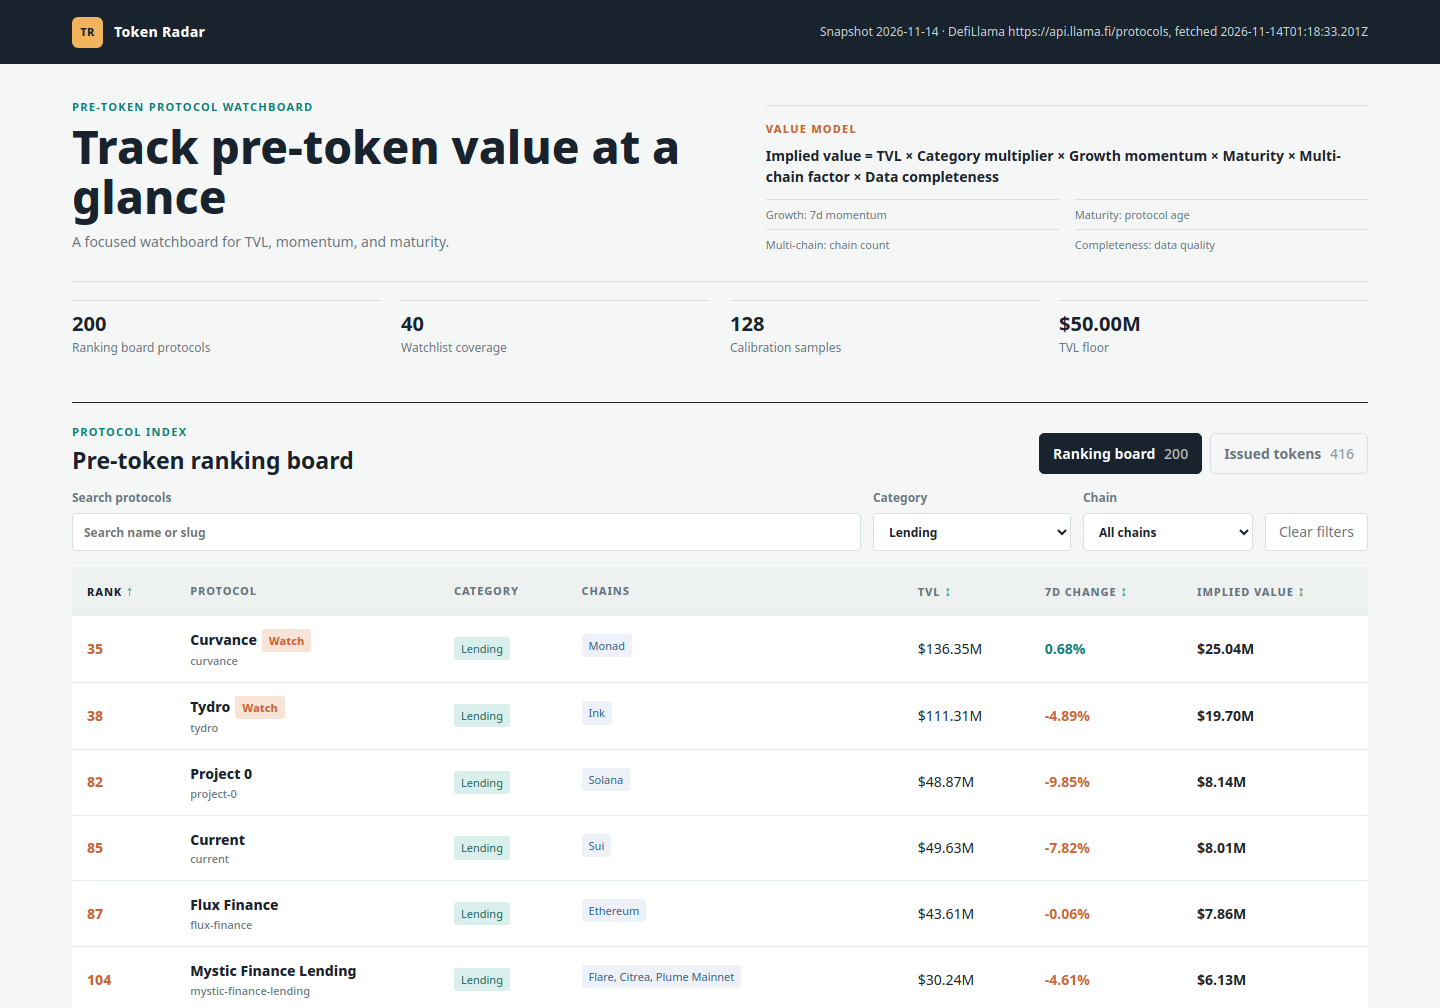 TR Token Radar
Snapshot 2026-11-14 · DefiLlama https://api.llama.fi/protocols, fetched 2026-11-14T01:18:33.201Z
PRE-TOKEN PROTOCOL WATCHBOARD
Track pre-token value at a
glance
A focused watchboard for TVL, momentum, and maturity.
VALUE MODEL
Implied value = TVL × Category multiplier × Growth momentum × Maturity × Multi-
chain factor × Data completeness
Growth: 7d momentum
Maturity: protocol age
Multi-chain: chain count
Completeness: data quality
200
Ranking board protocols
40
Watchlist coverage
128
Calibration samples
$50.00M
TVL floor
PROTOCOL INDEX
Pre-token ranking board
Ranking board 200
Issued tokens 416
Search protocols
Search name or slug
Category
Lending
Chain
All chains
Clear filters
RANK ↑ PROTOCOL CATEGORY CHAINS TVL ↕ 7D CHANGE ↕ IMPLIED VALUE ↕
35 Curvance Watch Lending Monad $136.35M 0.68% $25.04M
curvance
38 Tydro Watch Lending Ink $111.31M -4.89% $19.70M
tydro
82 Project 0 Lending Solana $48.87M -9.85% $8.14M
project-0
85 Current Lending Sui $49.63M -7.82% $8.01M
current
87 Flux Finance Lending Ethereum $43.61M -0.06% $7.86M
flux-finance
104 Mystic Finance Lending Lending Flare, Citrea, Plume Mainnet $30.24M -4.61% $6.13M
mystic-finance-lending